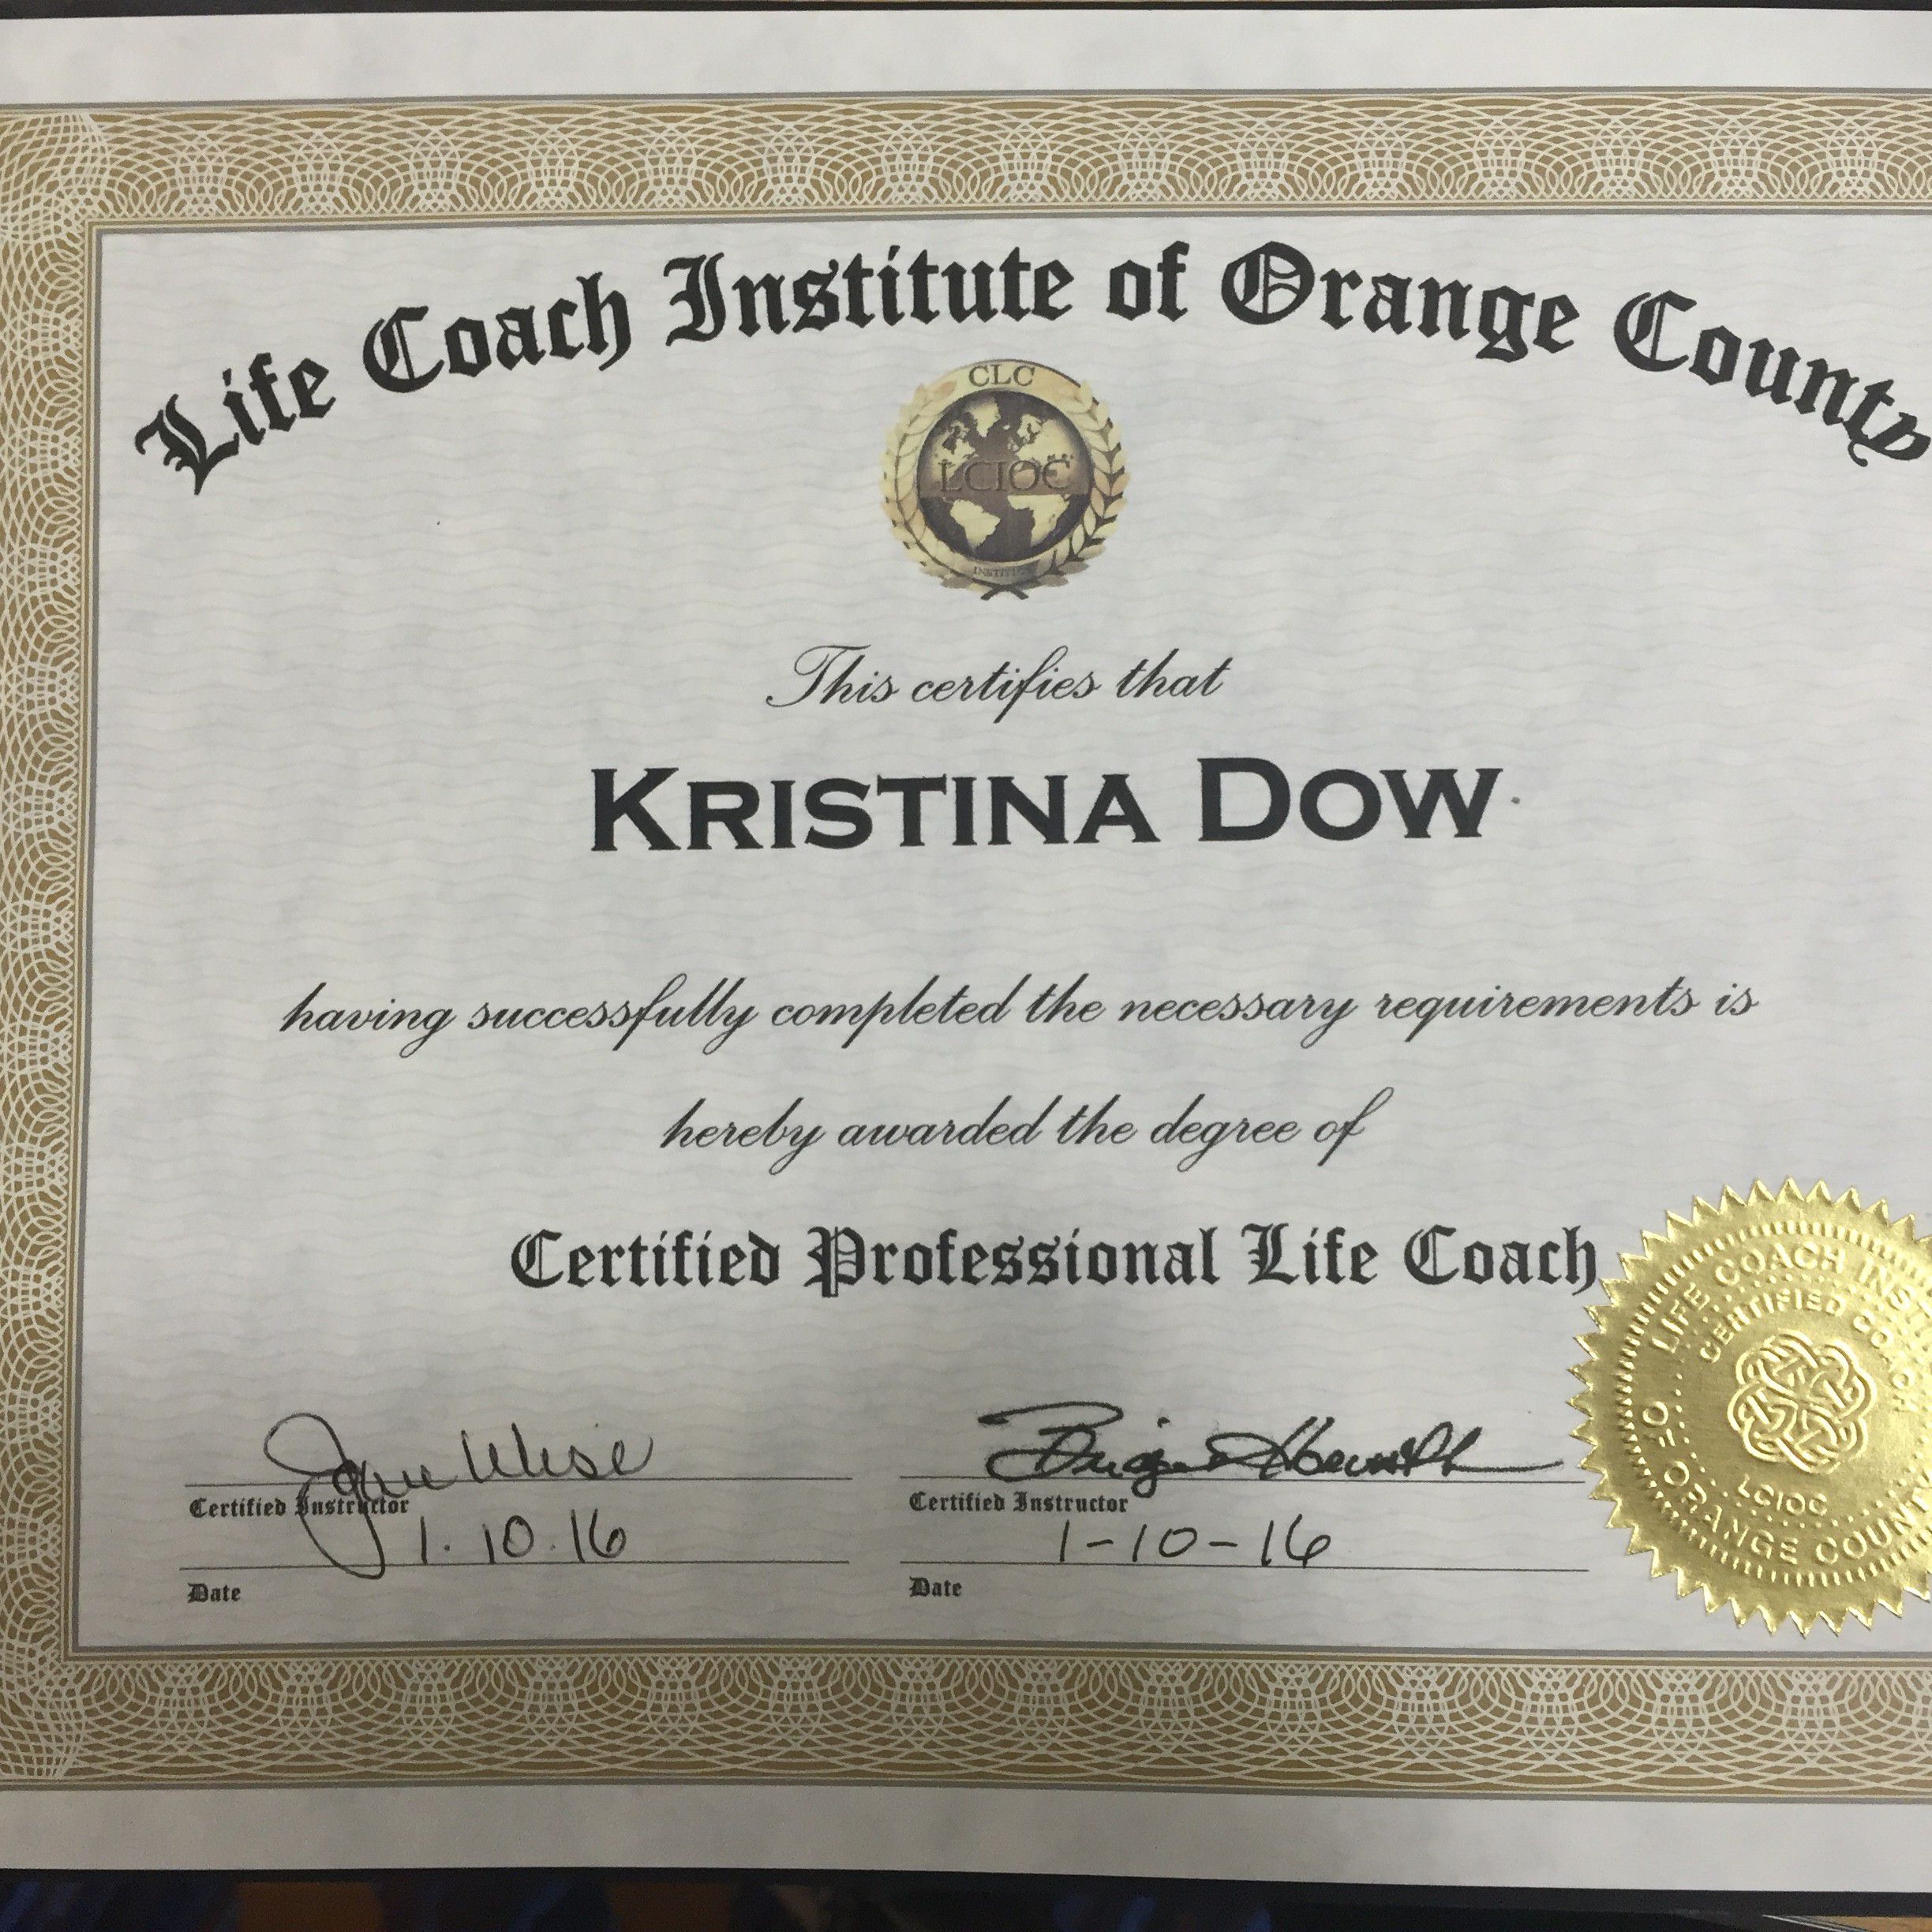 Life Coach Institute of Orange County
CLC
LCIOC
This certifies that
KRISTINA DOW
having successfully completed the necessary requirements is
hereby awarded the degree of
Certified Professional Life Coach
Certified Instructor
1.10.16
Date
Certified Instructor
1-10-16
Date
LIFE COACH INST
CERTIFIED COACH
LCIOC
OF ORANGE COUN